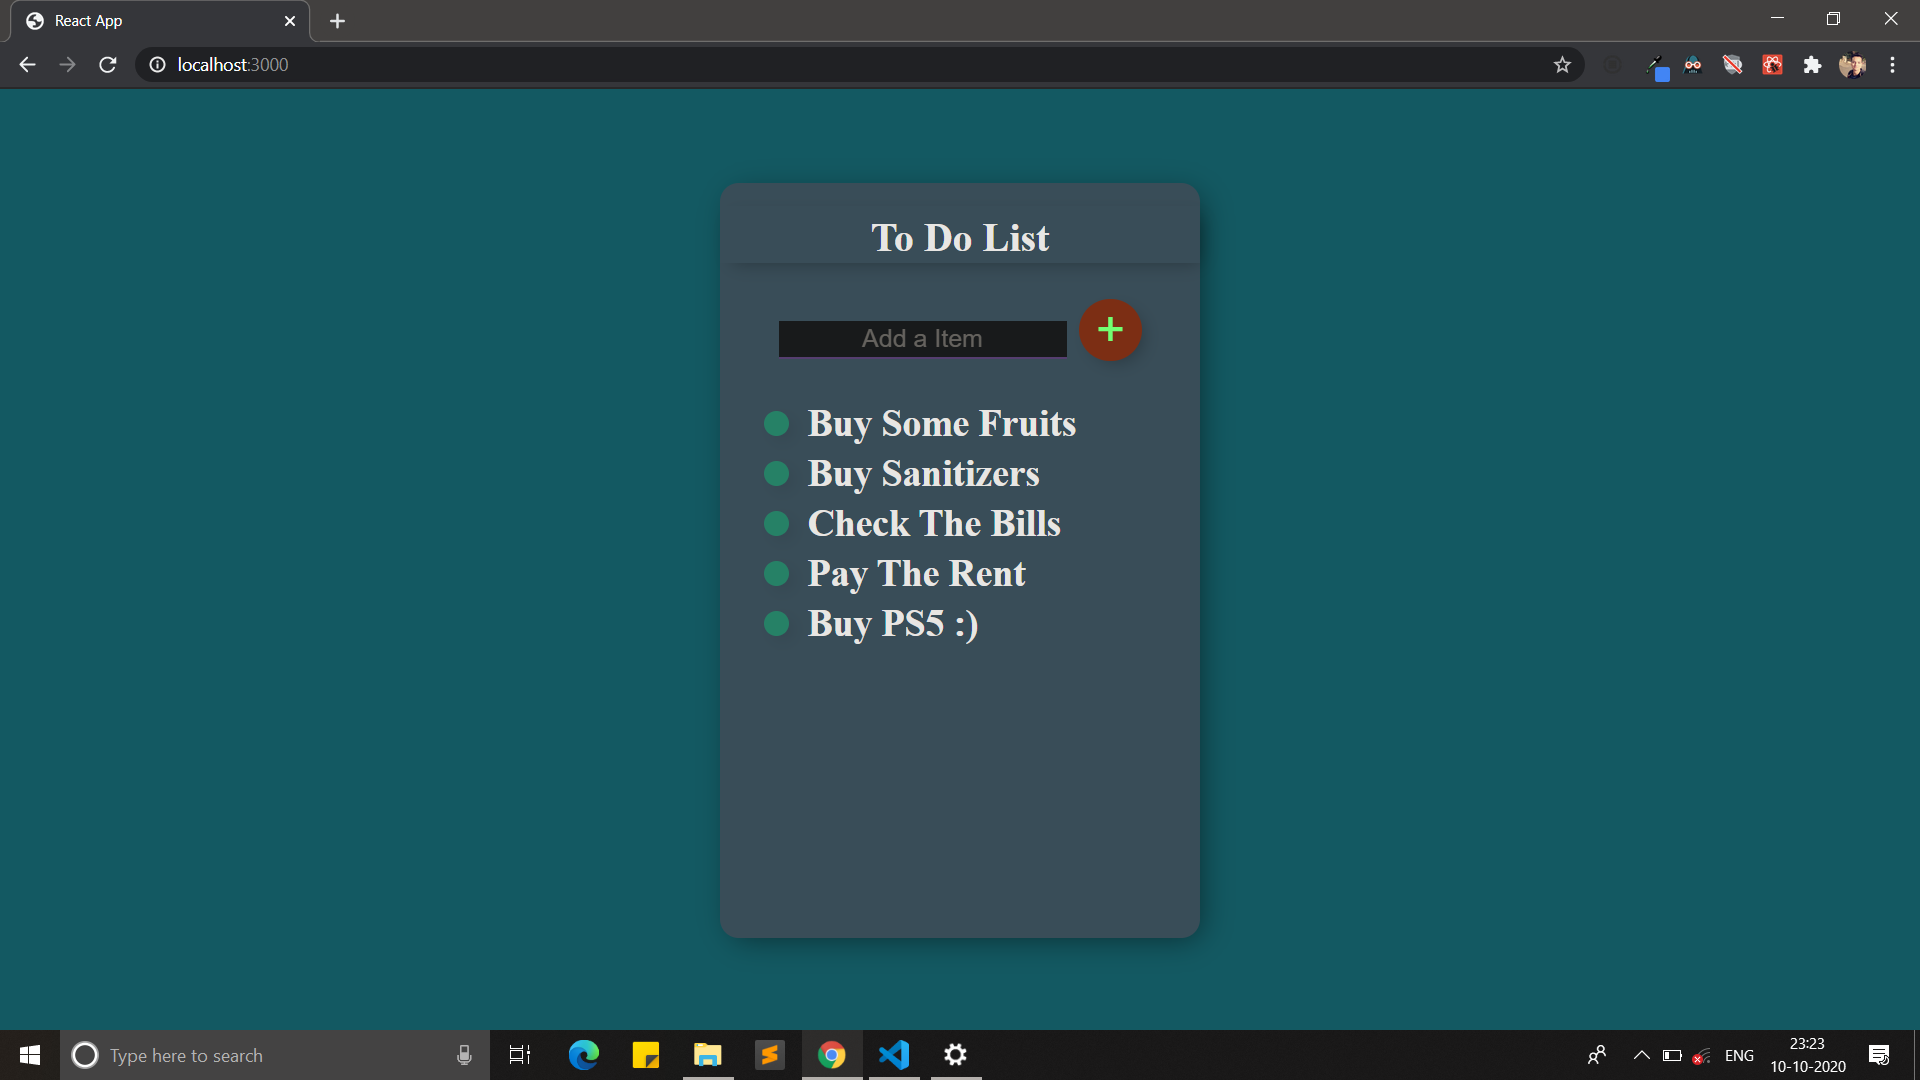 React App
localhost:3000
To Do List
Add a Item
+
Buy Some Fruits
Buy Sanitizers
Check The Bills
Pay The Rent
Buy PS5 :)
Type here to search
ENG
23:23
10-10-2020